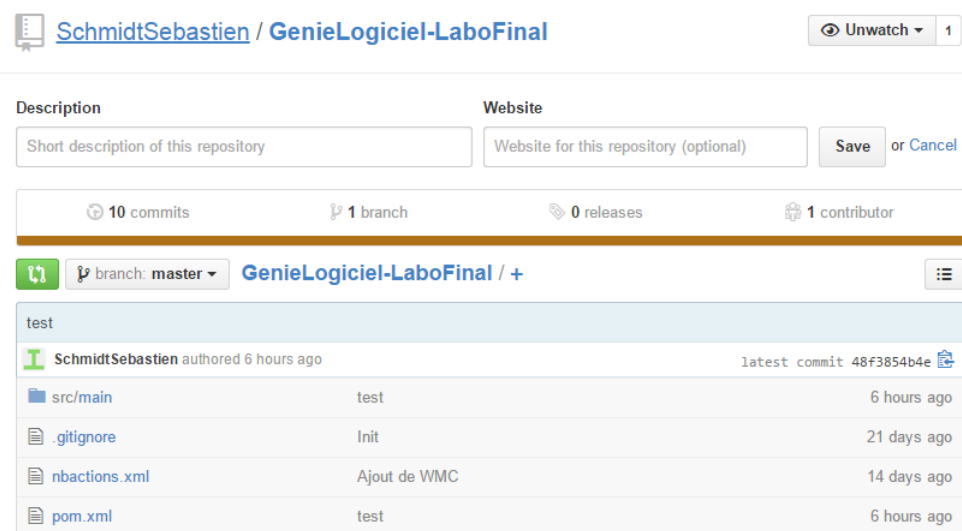 SchmidtSebastien / GenieLogiciel-LaboFinal
Unwatch 1
Description Website
Short description of this repository Website for this repository (optional) Save or Cancel
10 commits 1 branch 0 releases 1 contributor
branch: master GenieLogiciel-LaboFinal / +
test
SchmidtSebastien authored 6 hours ago latest commit 48f3854b4e
src/main test 6 hours ago
.gitignore Init 21 days ago
nbactions.xml Ajout de WMC 14 days ago
pom.xml test 6 hours ago